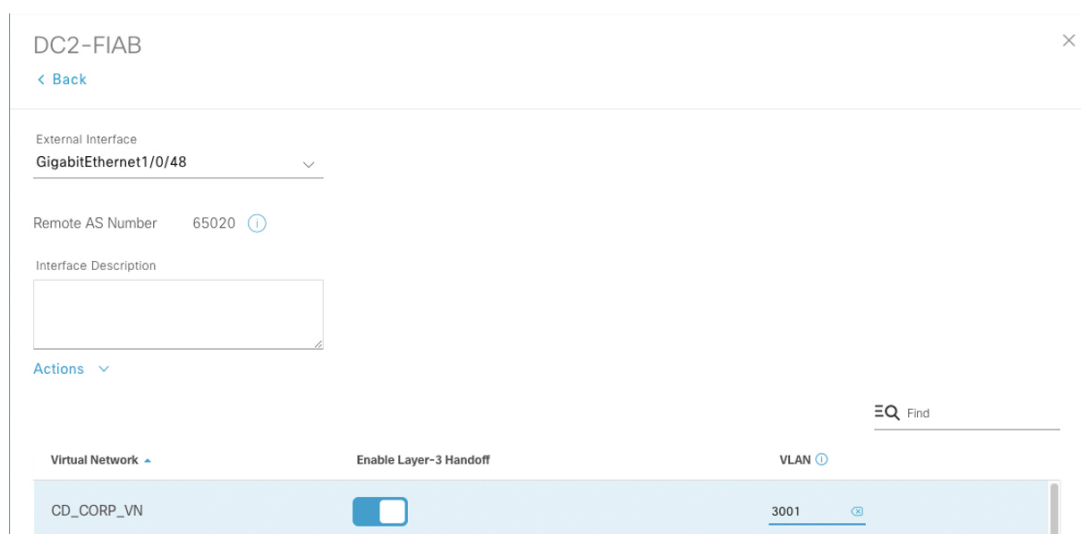 DC2-FIAB
< Back
External Interface
GigabitEthernet1/0/48
Remote AS Number 65020
Interface Description
Actions
Find
Virtual Network Enable Layer-3 Handoff VLAN
CD_CORP_VN 3001